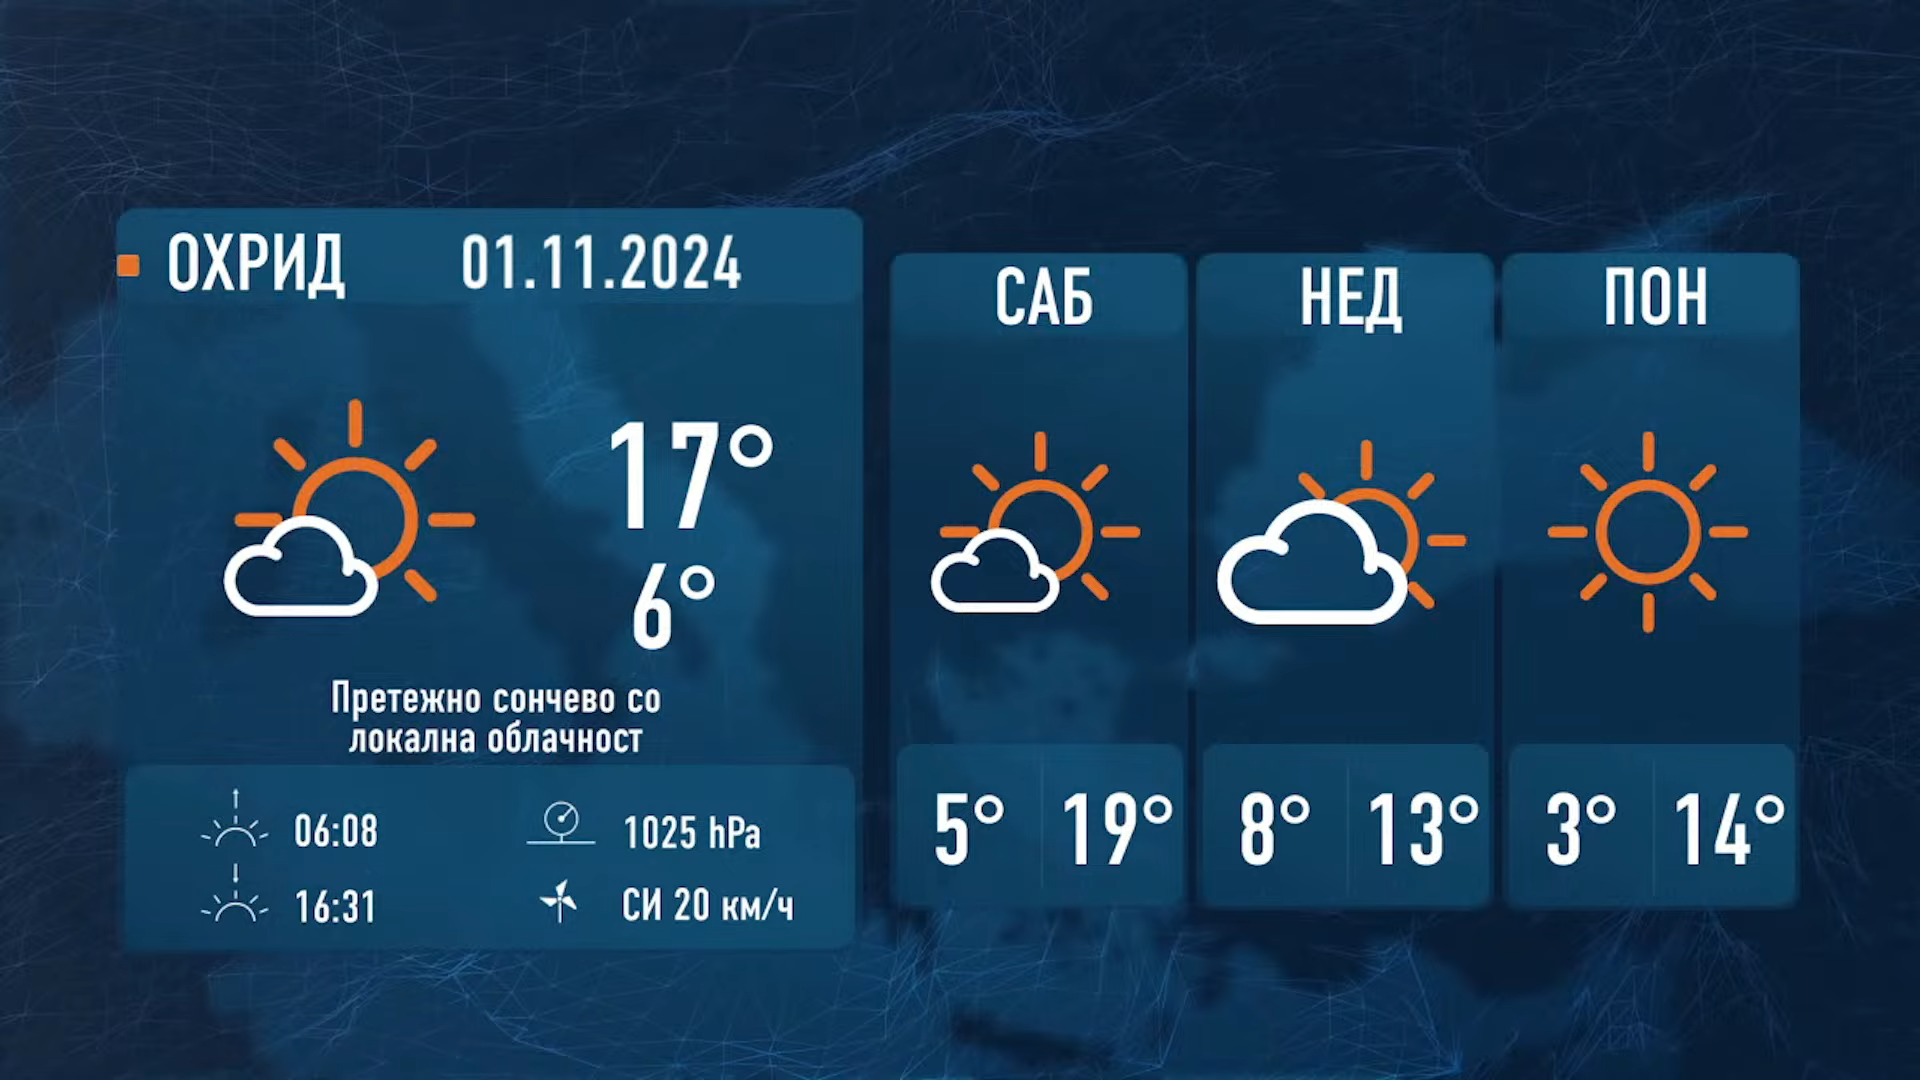 ОХРИД 01.11.2024
17°
6°
Претежно сончево со
локална облачност
06:08 1025 hPa
16:31 СИ 20 км/ч
САБ НЕД ПОН
5° 19° 8° 13° 3° 14°